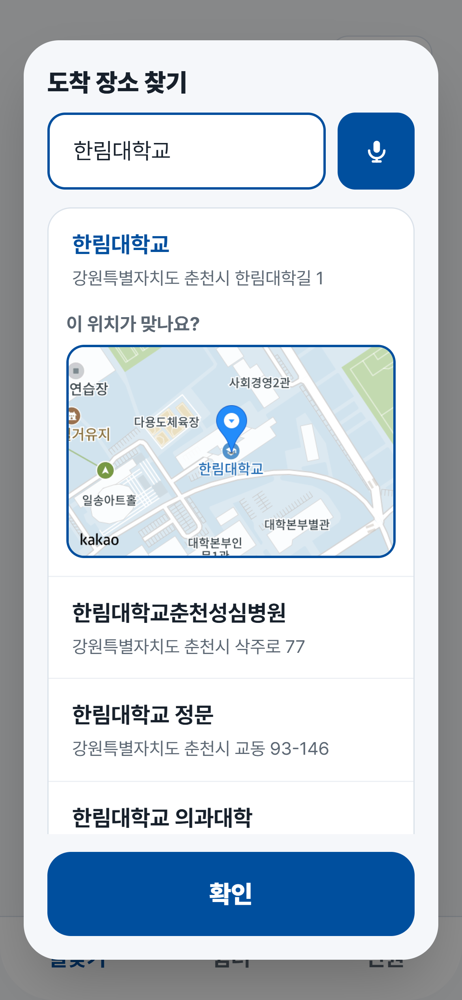 도착 장소 찾기
한림대학교
한림대학교
강원특별자치도 춘천시 한림대학길 1
이 위치가 맞나요?
사회경영2관
연습장
다용도체육장
거유지
한림대학교
일송아트홀
대학본부별관
kakao
대학본부인
한림대학교춘천성심병원
강원특별자치도 춘천시 삭주로 77
한림대학교 정문
강원특별자치도 춘천시 교동 93-146
한림대학교 의과대학
확인